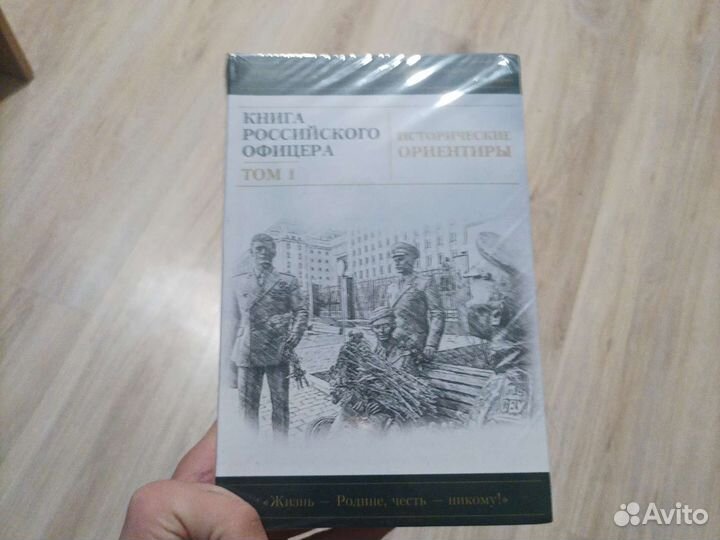 КНИГА
РОССИЙСКОГО
ОФИЦЕРА
ТОМ 1
ИСТОРИЧЕСКИЕ
ОРИЕНТИРЫ
«Жизнь — Родине, честь — никому!»
Avito